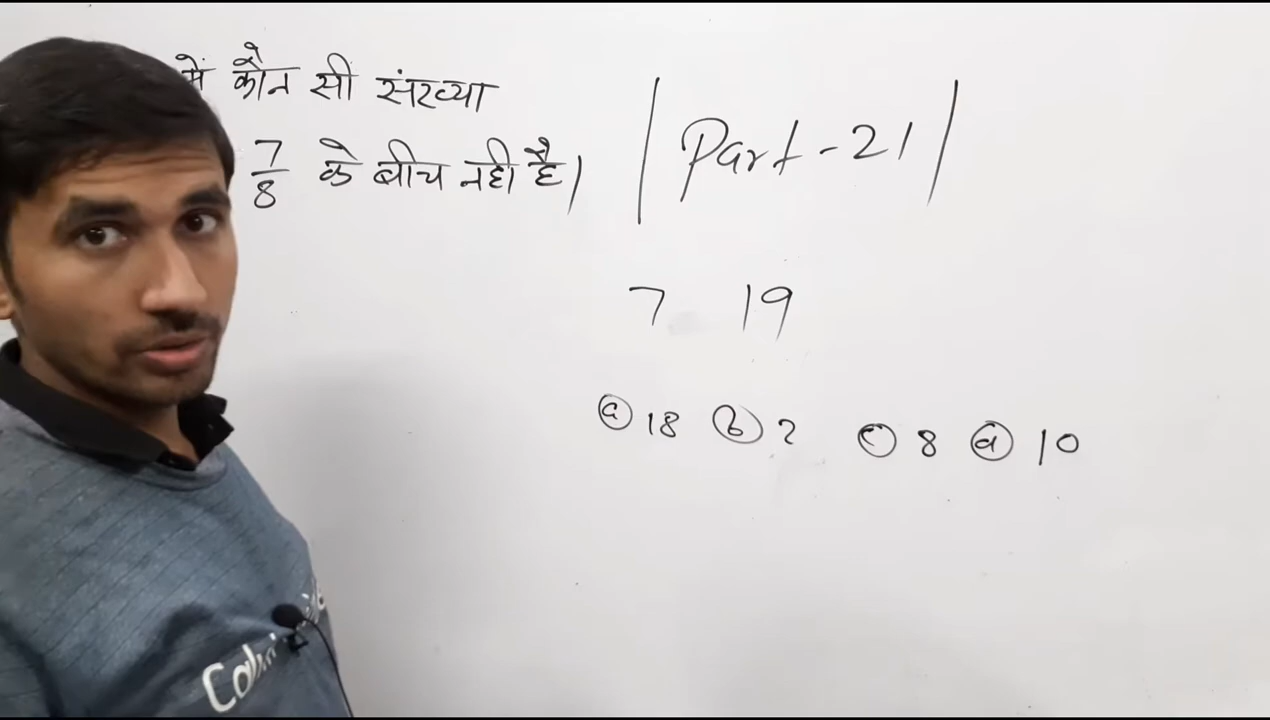 में कौन सी संख्या
7/8 के बीच नही है।
| Part - 21 |
7 19
ⓐ 18 ⓑ 2 ⓒ 8 ⓓ 10